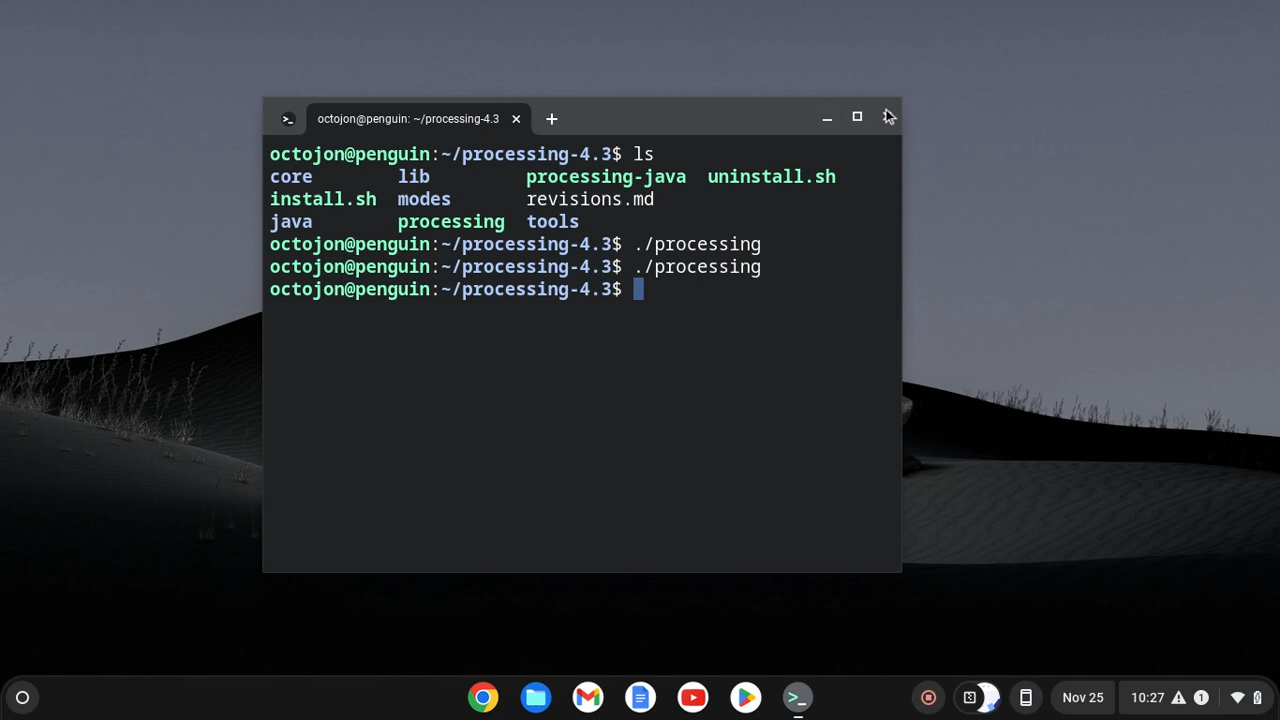 octojon@penguin: ~/processing-4.3
octojon@penguin:~/processing-4.3$ ls
core lib processing-java uninstall.sh
install.sh modes revisions.md
java processing tools
octojon@penguin:~/processing-4.3$ ./processing
octojon@penguin:~/processing-4.3$ ./processing
octojon@penguin:~/processing-4.3$
Nov 25 10:27 1